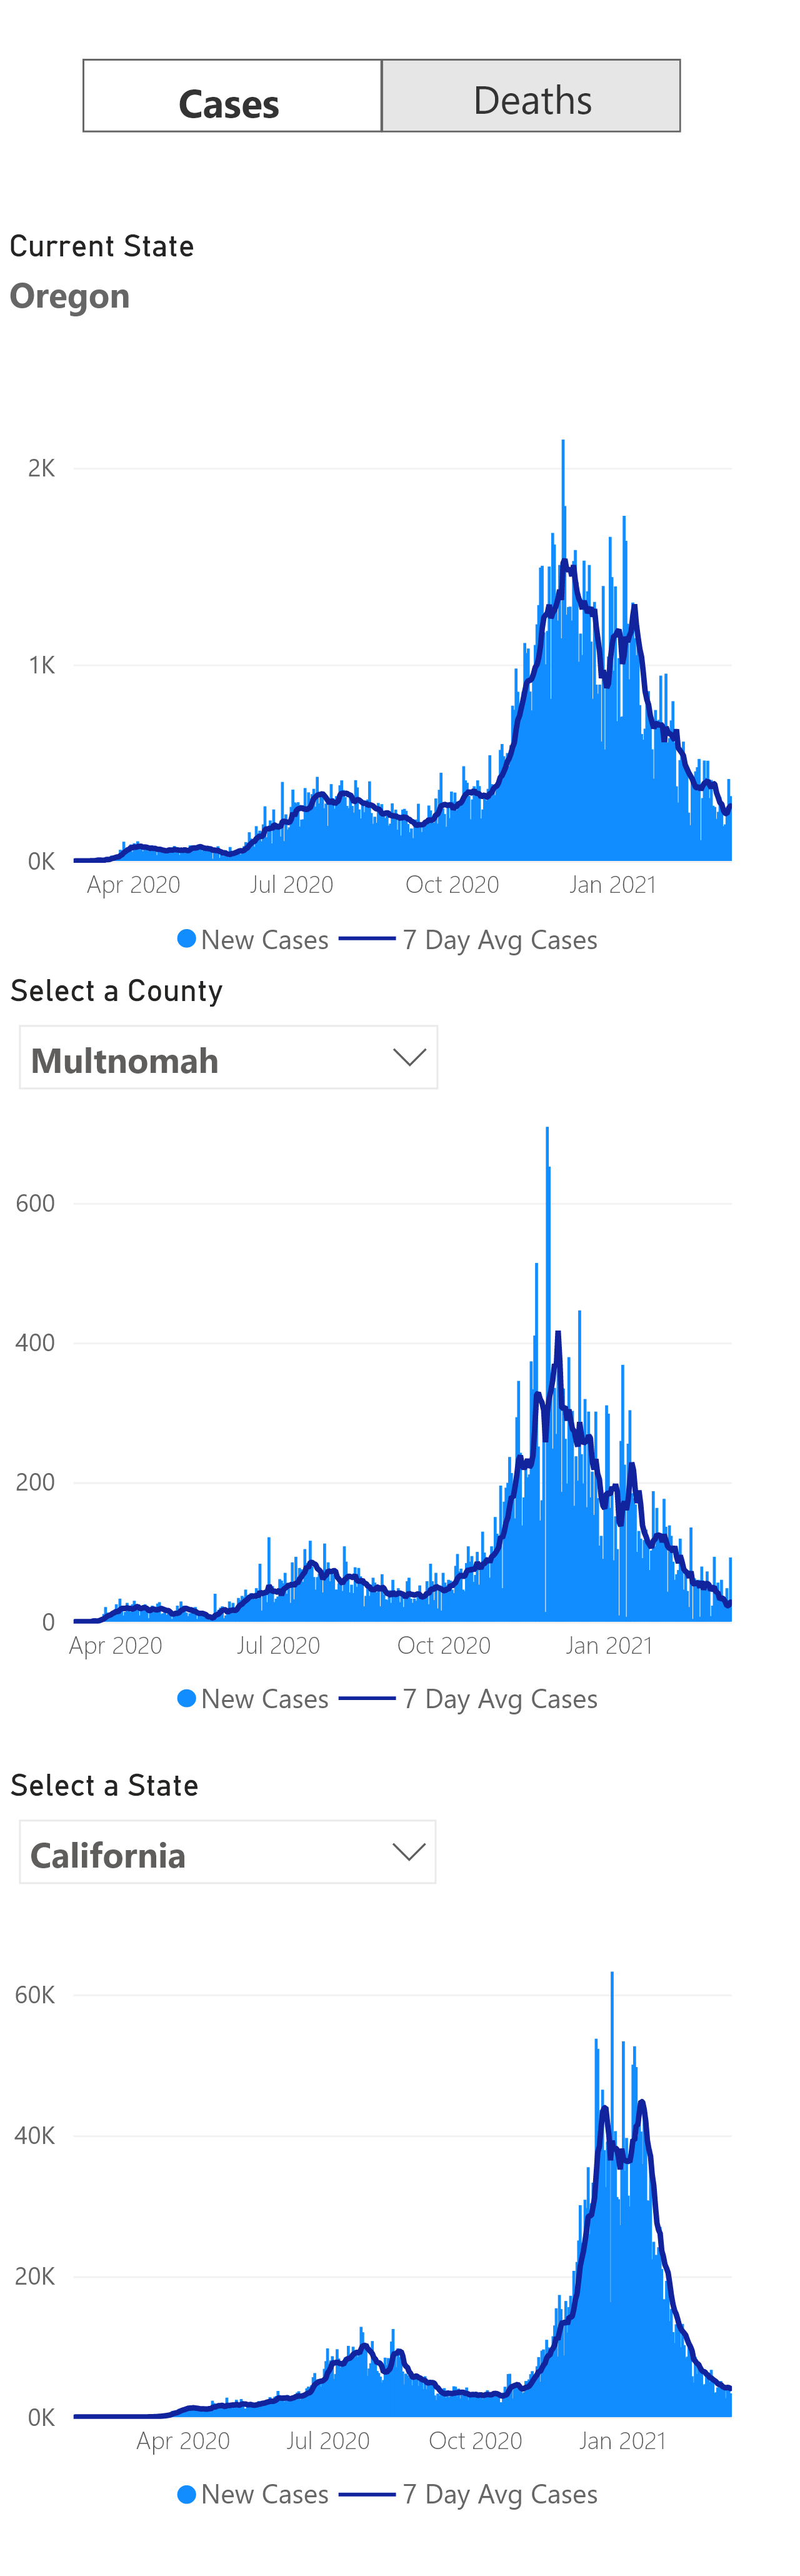 Cases Deaths
Current State
Oregon
2K
1K
0K
Apr 2020 Jul 2020 Oct 2020 Jan 2021
New Cases 7 Day Avg Cases
Select a County
Multnomah
600
400
200
0
Apr 2020 Jul 2020 Oct 2020 Jan 2021
New Cases 7 Day Avg Cases
Select a State
California
60K
40K
20K
0K
Apr 2020 Jul 2020 Oct 2020 Jan 2021
New Cases 7 Day Avg Cases